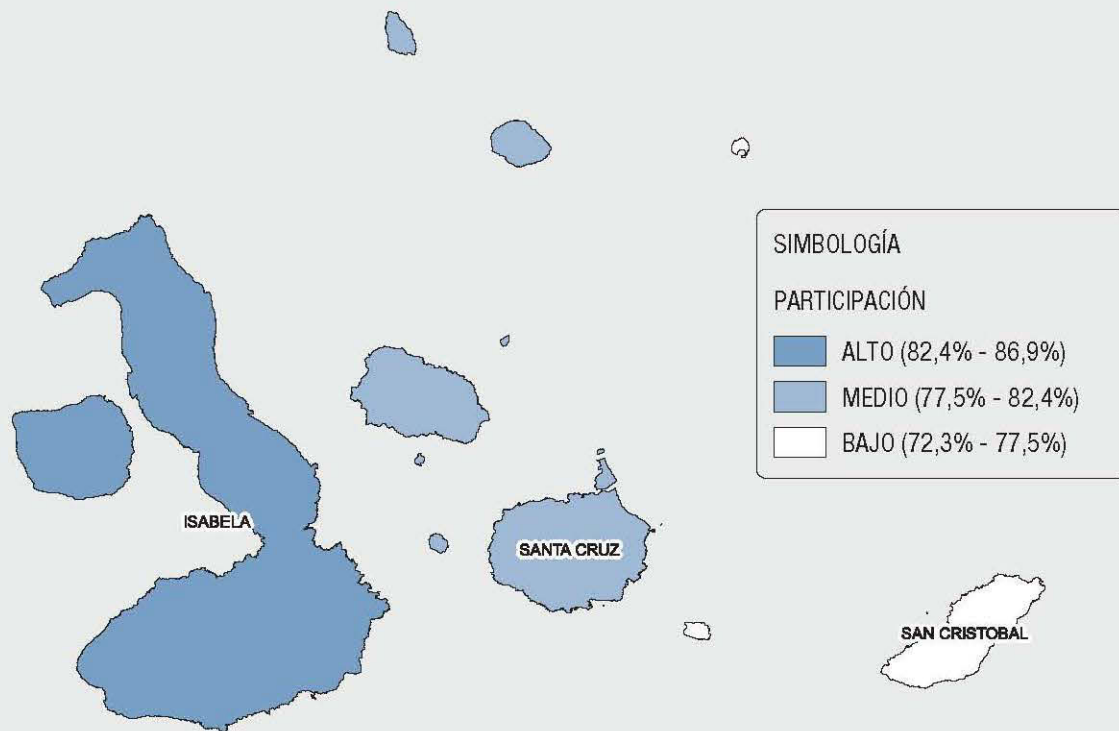 SIMBOLOGÍA
PARTICIPACIÓN
ALTO (82,4% - 86,9%)
MEDIO (77,5% - 82,4%)
BAJO (72,3% - 77,5%)
ISABELA
SANTA CRUZ
SAN CRISTOBAL